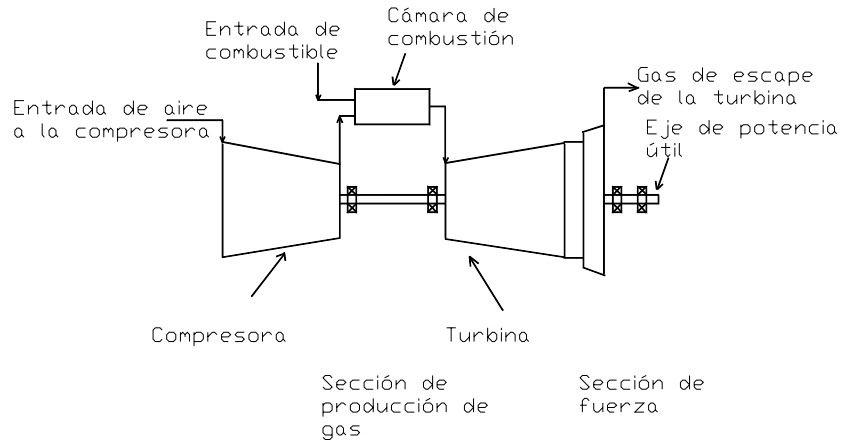 Cámara de
combustión
Entrada de
combustible
Gas de escape
de la turbina
Entrada de aire
a la compresora
Eje de potencia
útil
Compresora
Turbina
Sección de
producción de
gas
Sección de
fuerza